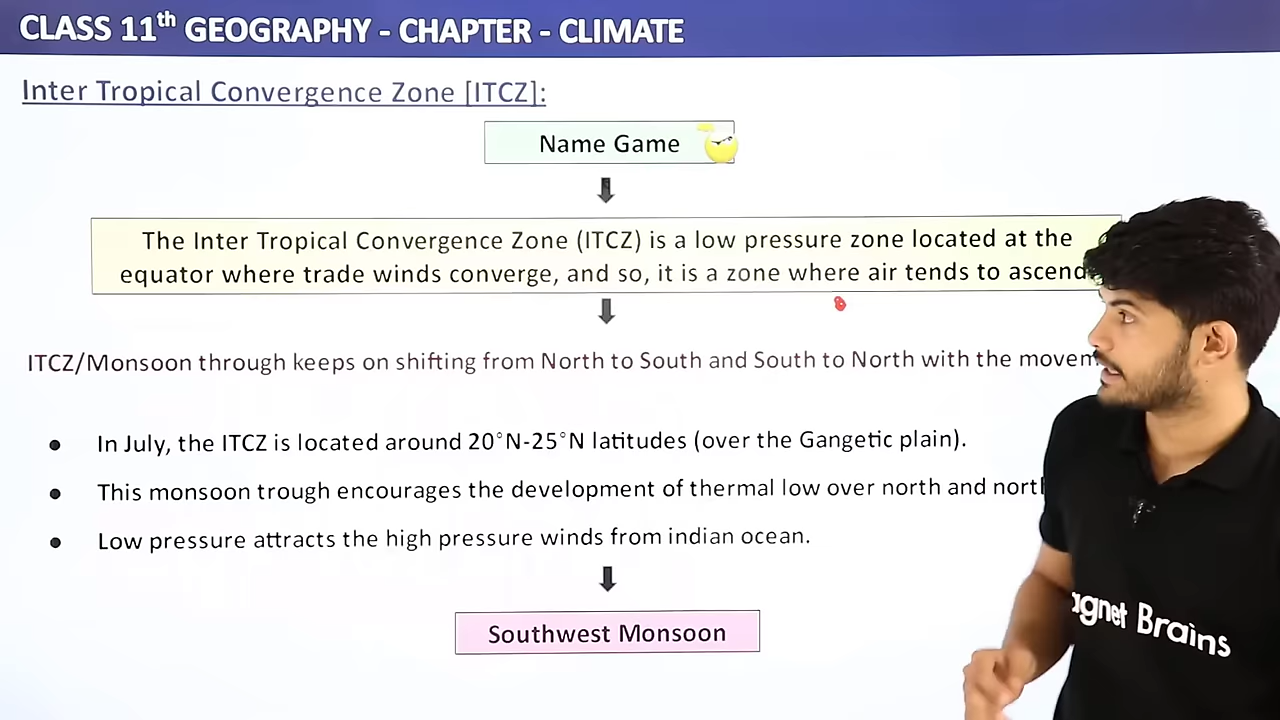 CLASS 11th GEOGRAPHY - CHAPTER - CLIMATE
Inter Tropical Convergence Zone [ITCZ]:
Name Game
The Inter Tropical Convergence Zone (ITCZ) is a low pressure zone located at the
equator where trade winds converge, and so, it is a zone where air tends to ascend
ITCZ/Monsoon through keeps on shifting from North to South and South to North with the
● In July, the ITCZ is located around 20°N-25°N latitudes (over the Gangetic plain).
● This monsoon trough encourages the development of thermal low over north and
● Low pressure attracts the high pressure winds from indian ocean.
Southwest Monsoon
agnet Brains